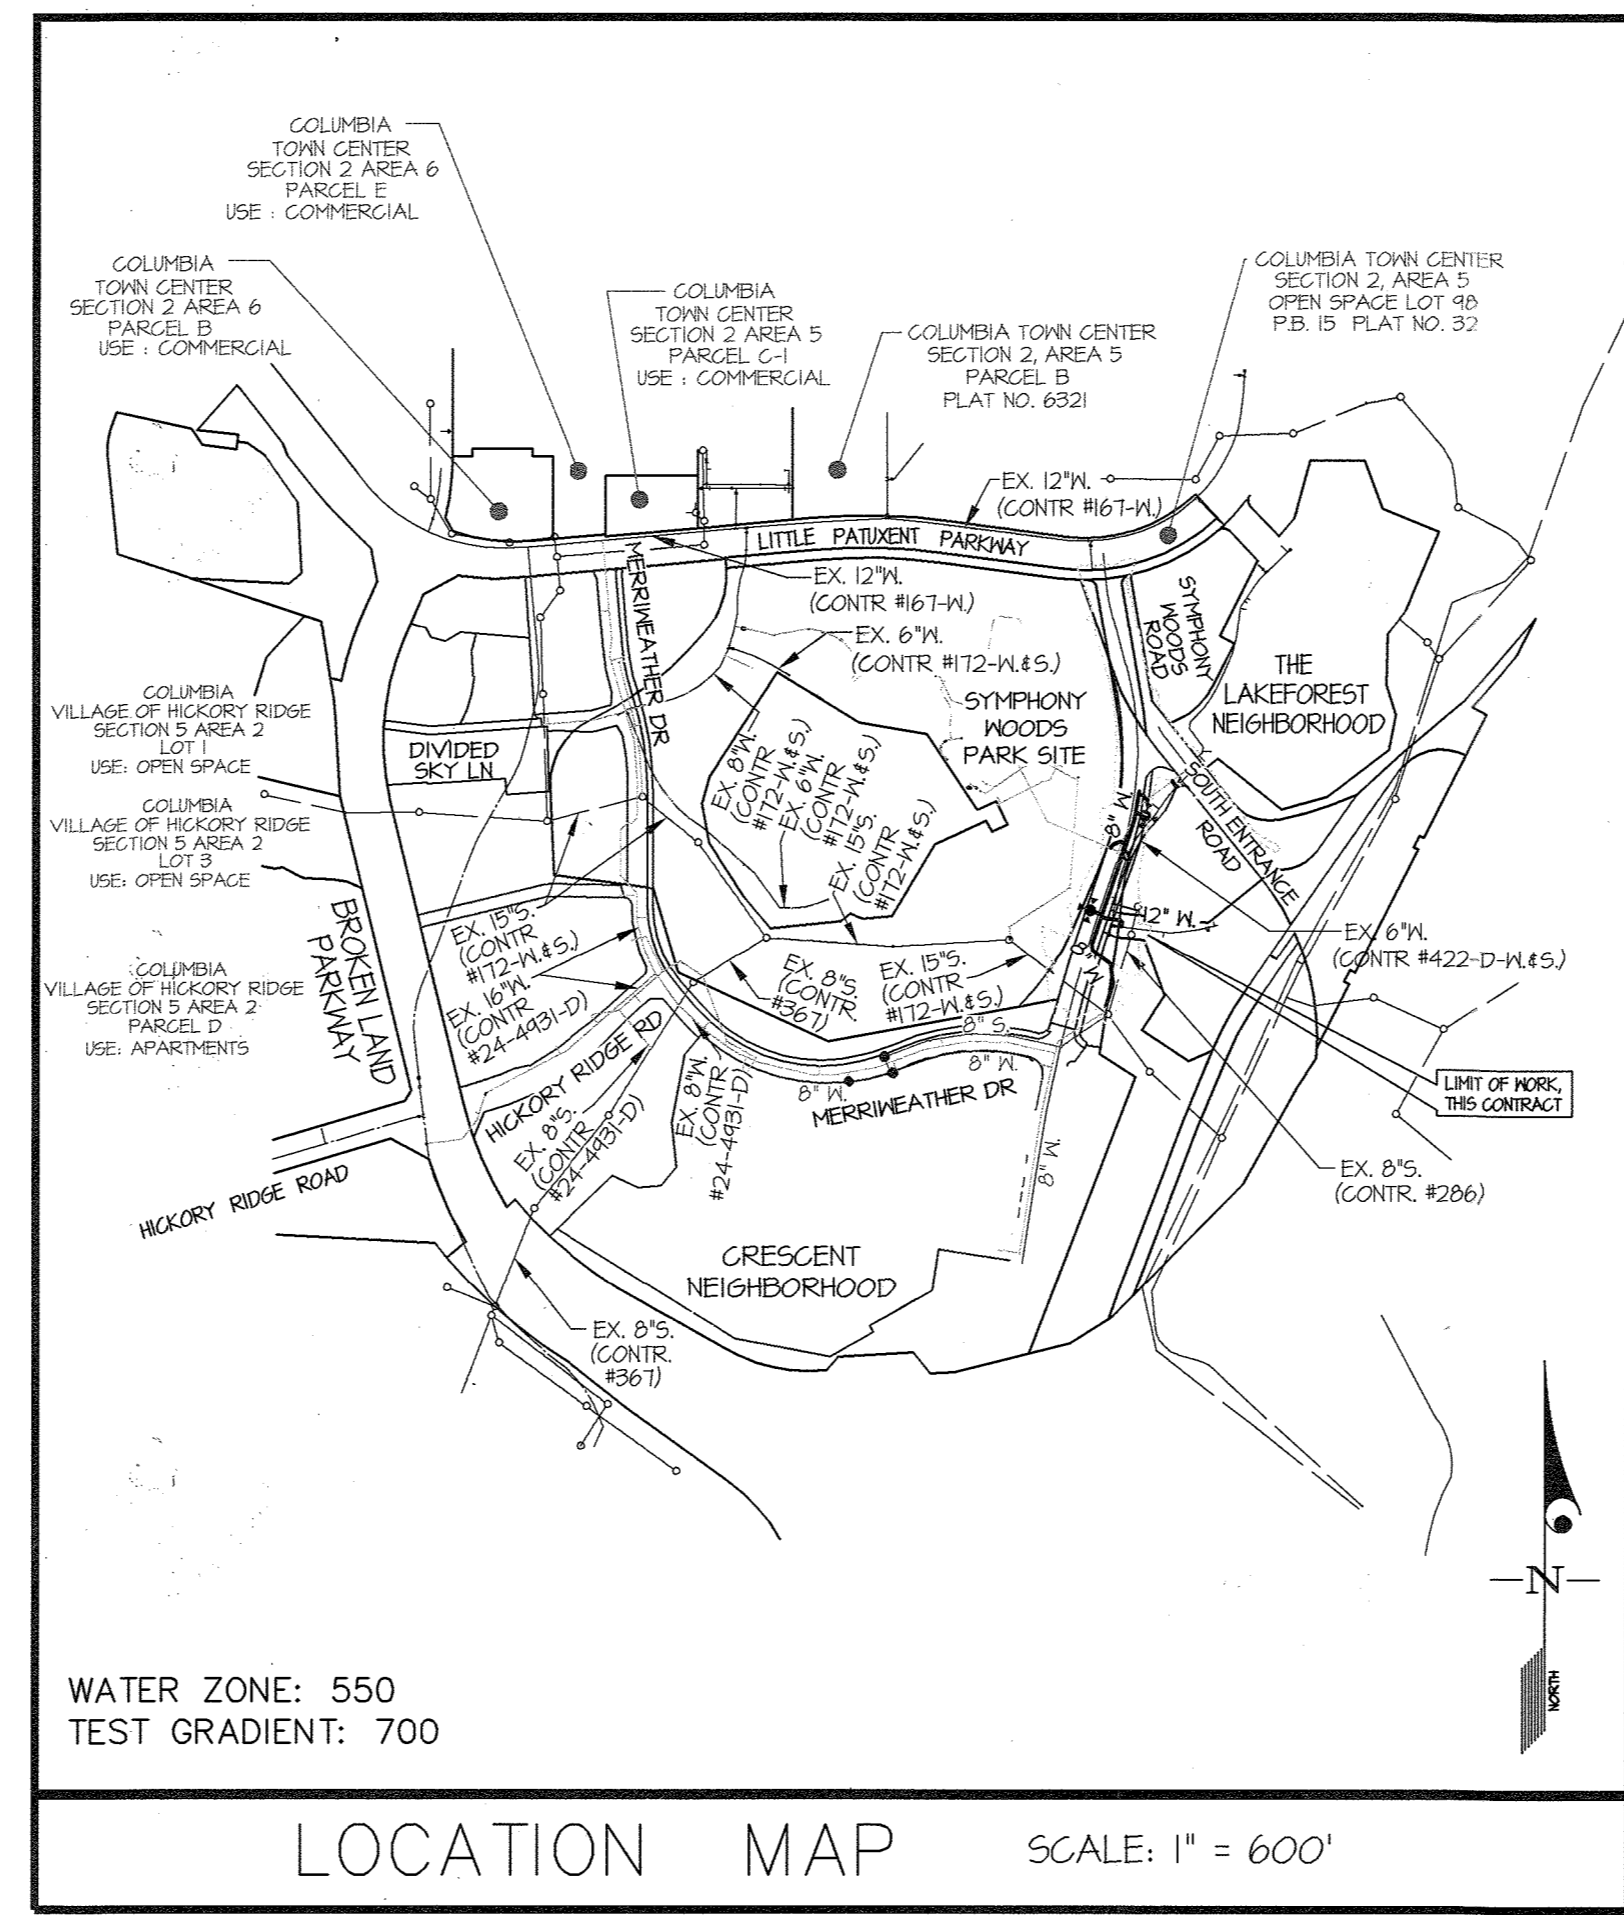 COLUMBIA
TOWN CENTER
SECTION 2 AREA 6
PARCEL E
USE : COMMERCIAL
COLUMBIA
TOWN CENTER
SECTION 2 AREA 6
PARCEL B
USE : COMMERCIAL
COLUMBIA
TOWN CENTER
SECTION 2 AREA 5
PARCEL C-1
USE : COMMERCIAL
COLUMBIA TOWN CENTER
SECTION 2, AREA 5
PARCEL B
PLAT NO. 6321
COLUMBIA TOWN CENTER
SECTION 2, AREA 5
OPEN SPACE LOT 98
P.B. 15 PLAT NO. 32
EX. 12"W.
(CONTR #167-W.)
LITTLE PATUXENT PARKWAY
EX. 12"W.
(CONTR #167-W.)
EX. 6"W.
(CONTR #172-W.&S.)
MERRIWEATHER DR
SYMPHONY
WOODS
ROAD
THE
LAKEFOREST
NEIGHBORHOOD
SYMPHONY
WOODS
PARK SITE
COLUMBIA
VILLAGE OF HICKORY RIDGE
SECTION 5 AREA 2
LOT 1
USE: OPEN SPACE
DIVIDED
SKY LN
EX. 8"W.
(CONTR
#172-W.&S.)
EX. 6"W.
(CONTR
#172-W.&S.)
EX. 15"S.
(CONTR
#172-W.&S.)
SOUTH ENTRANCE
ROAD
8" W
COLUMBIA
VILLAGE OF HICKORY RIDGE
SECTION 5 AREA 2
LOT 3
USE: OPEN SPACE
BROKEN LAND
PARKWAY
COLUMBIA
VILLAGE OF HICKORY RIDGE
SECTION 5 AREA 2
PARCEL D
USE: APARTMENTS
EX. 15"S.
(CONTR
#172-W.&S.)
EX. 16"W.
(CONTR
#24-4931-D)
EX. 8"S.
(CONTR.
#367)
EX. 15"S.
(CONTR
#172-W.&S.)
12" W.
8" W.
EX. 6"W.
(CONTR #422-D-W.&S.)
8" S.
8" W.
8" W.
MERRIWEATHER DR
LIMIT OF WORK,
THIS CONTRACT
HICKORY RIDGE RD
EX. 8"S.
(CONTR
#24-4931-D)
EX. 8"W.
(CONTR
#24-4931-D)
8" W.
EX. 8"S.
(CONTR. #286)
HICKORY RIDGE ROAD
CRESCENT
NEIGHBORHOOD
EX. 8"S.
(CONTR.
#367)
N
NORTH
WATER ZONE: 550
TEST GRADIENT: 700
LOCATION MAP
SCALE: 1" = 600'